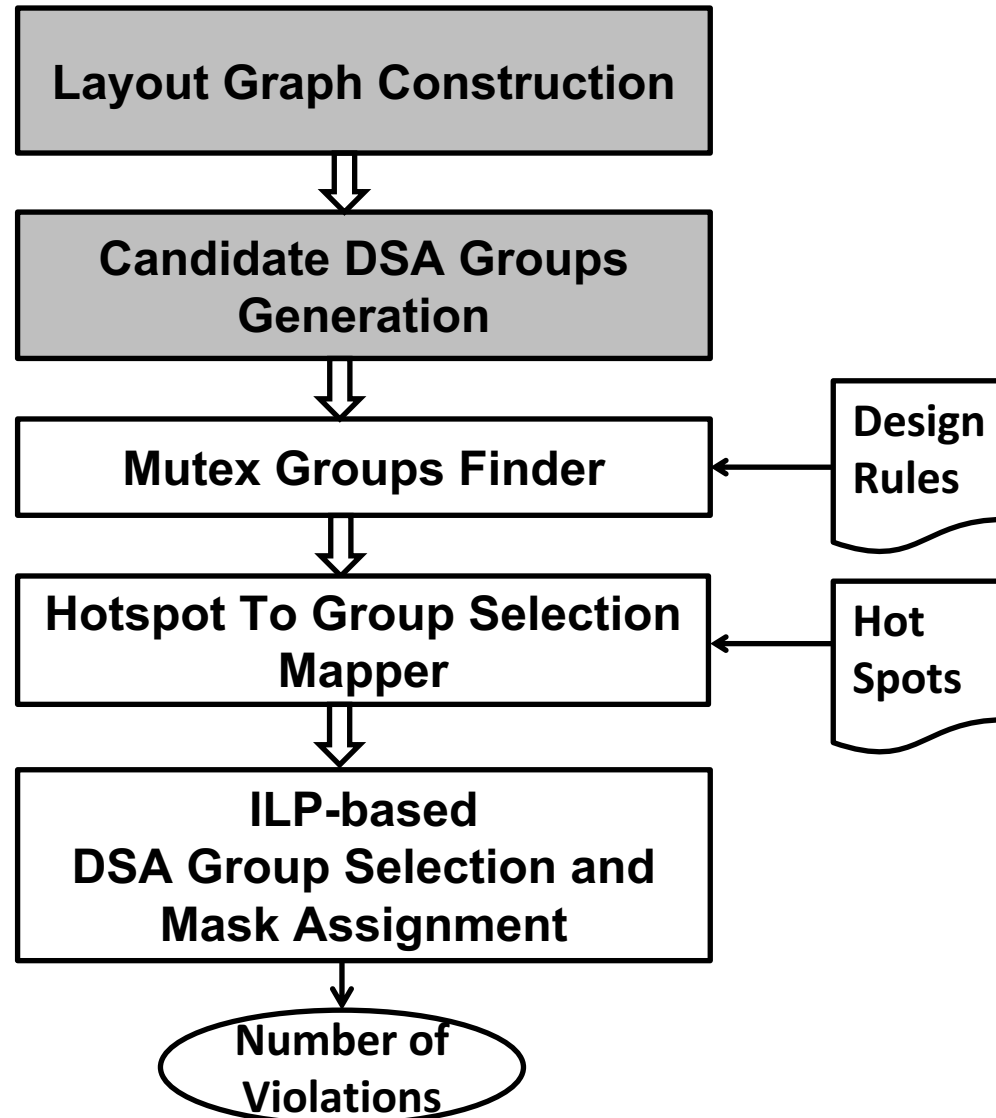 Layout Graph Construction
Candidate DSA Groups
Generation
Mutex Groups Finder
Design
Rules
Hotspot To Group Selection
Mapper
Hot
Spots
ILP-based
DSA Group Selection and
Mask Assignment
Number of
Violations